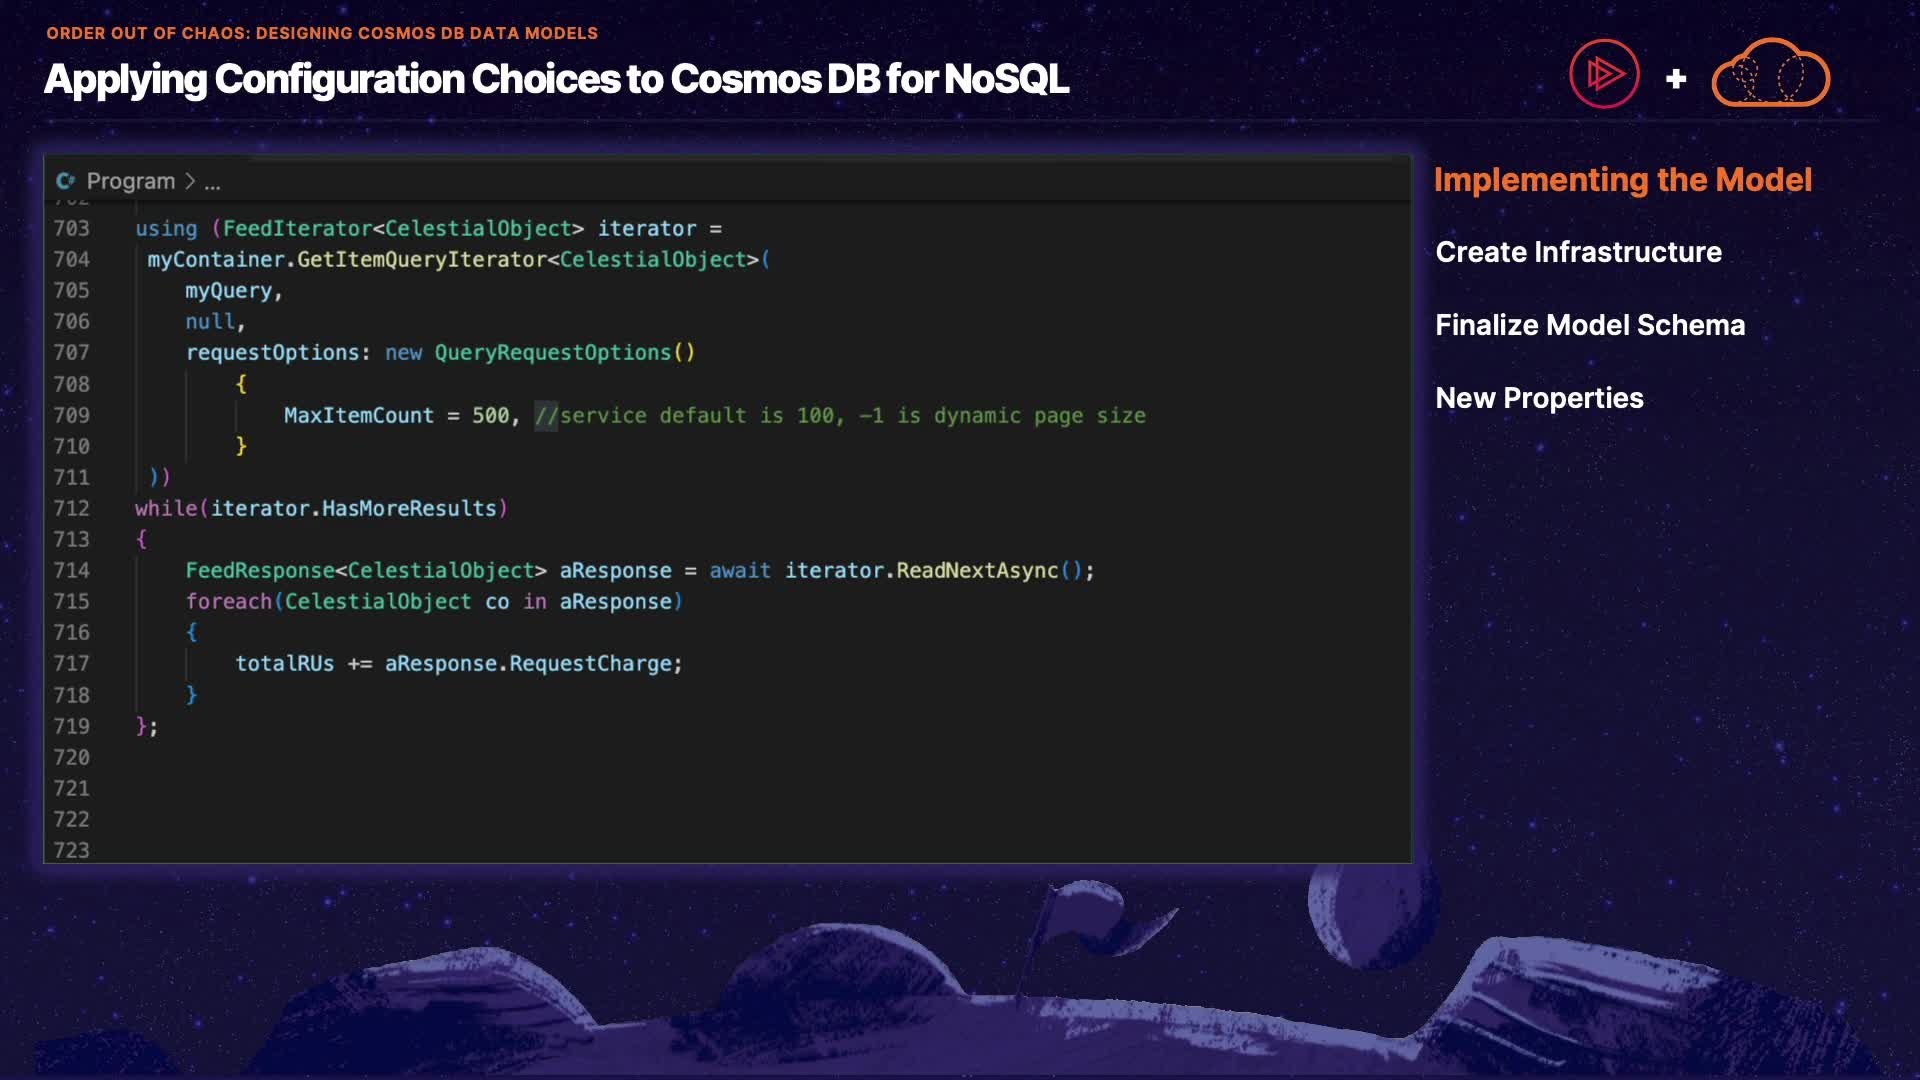 ORDER OUT OF CHAOS: DESIGNING COSMOS DB DATA MODELS
Applying Configuration Choices to Cosmos DB for NoSQL
+
Program > ...
702
703 using (FeedIterator<CelestialObject> iterator =
704 myContainer.GetItemQueryIterator<CelestialObject>(
705 myQuery,
706 null,
707 requestOptions: new QueryRequestOptions()
708 {
709 MaxItemCount = 500, //service default is 100, -1 is dynamic page size
710 }
711 ))
712 while(iterator.HasMoreResults)
713 {
714 FeedResponse<CelestialObject> aResponse = await iterator.ReadNextAsync();
715 foreach(CelestialObject co in aResponse)
716 {
717 totalRUs += aResponse.RequestCharge;
718 }
719 };
720
721
722
723
Implementing the Model
Create Infrastructure
Finalize Model Schema
New Properties